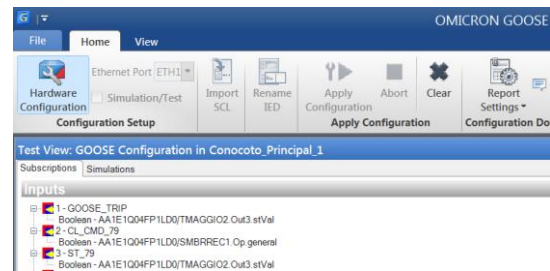 OMICRON GOOSE
File Home View
Hardware Configuration
Ethernet Port ETH1
Simulation/Test
Import SCL
Rename IED
Apply Configuration
Abort
Clear
Report Settings
Configuration Setup
Apply Configuration
Configuration Do
Test View: GOOSE Configuration in Conocoto_Principal_1
Subscriptions Simulations
Inputs
1 - GOOSE_TRIP
Boolean - AA1E1Q04FP1LD0/TMAGGIO2.Out3.stVal
2 - CL_CMD_79
Boolean - AA1E1Q04FP1LD0/SMBRREC1.Op.general
3 - ST_79
Boolean - AA1E1Q04FP1LD0/TMAGGIO2.Out3.stVal